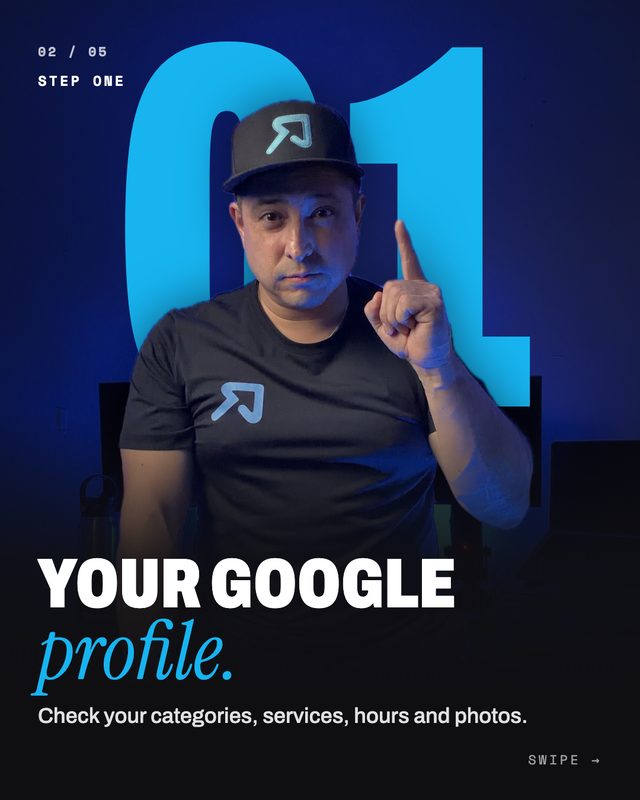 02 / 05
STEP ONE
01
YOUR GOOGLE
profile.
Check your categories, services, hours and photos.
SWIPE →